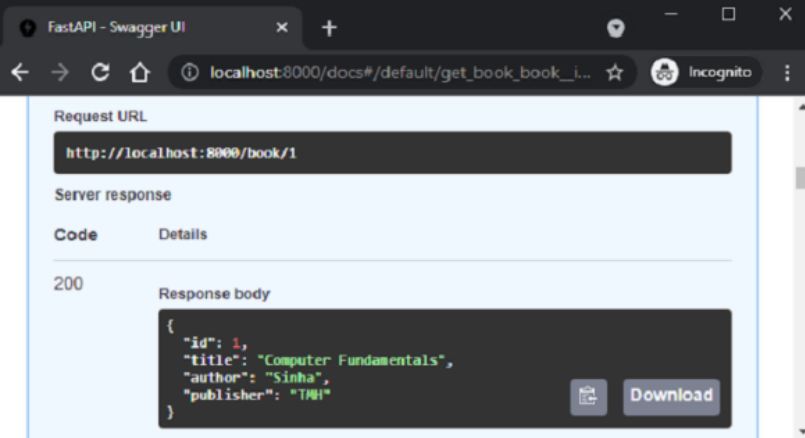 FastAPI - Swagger UI
localhost:8000/docs#/default/get_book_book__i...
Incognito
Request URL
http://localhost:8000/book/1
Server response
Code Details
200
Response body
{
"id": 1,
"title": "Computer Fundamentals",
"author": "Sinha",
"publisher": "TMH"
}
Download